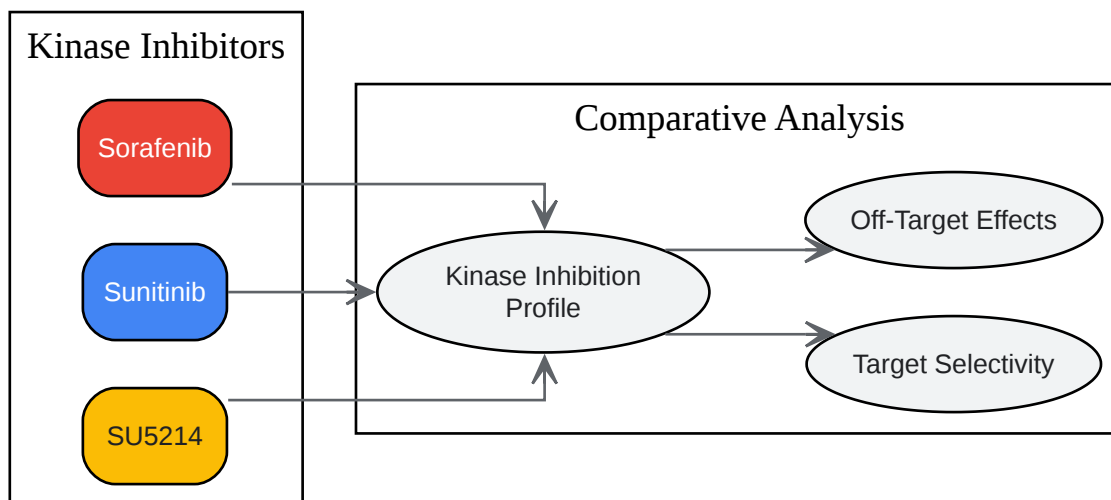 Kinase Inhibitors
Sorafenib
Sunitinib
SU5214
Comparative Analysis
Kinase Inhibition
Profile
Off-Target Effects
Target Selectivity